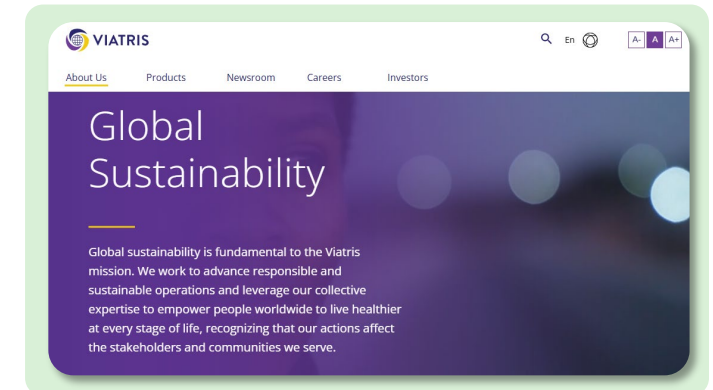 VIATRIS
En
A- A A+
About Us Products Newsroom Careers Investors
Global
Sustainability
Global sustainability is fundamental to the Viatris
mission. We work to advance responsible and
sustainable operations and leverage our collective
expertise to empower people worldwide to live healthier
at every stage of life, recognizing that our actions affect
the stakeholders and communities we serve.